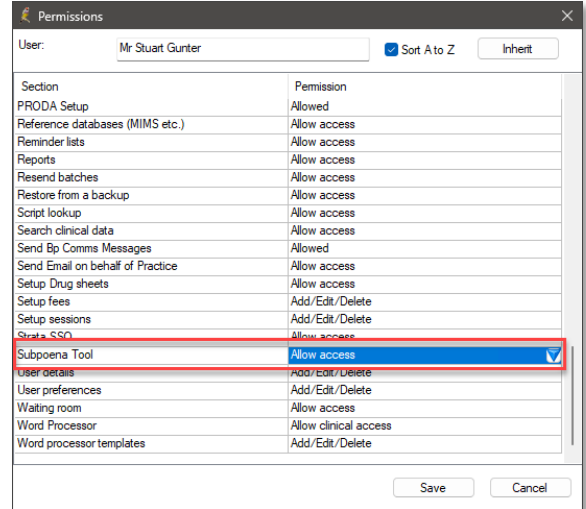 Permissions
User: Mr Stuart Gunter Sort A to Z Inherit
Section Permission
PRODA Setup Allowed
Reference databases (MIMS etc.) Allow access
Reminder lists Allow access
Reports Allow access
Resend batches Allow access
Restore from a backup Allow access
Script lookup Allow access
Search clinical data Allow access
Send Bp Comms Messages Allowed
Send Email on behalf of Practice Allow access
Setup Drug sheets Allow access
Setup fees Add/Edit/Delete
Setup sessions Add/Edit/Delete
Strata SSO Allow access
Subpoena Tool Allow access
User details Add/Edit/Delete
User preferences Add/Edit/Delete
Waiting room Allow access
Word Processor Allow clinical access
Word processor templates Add/Edit/Delete
Save Cancel